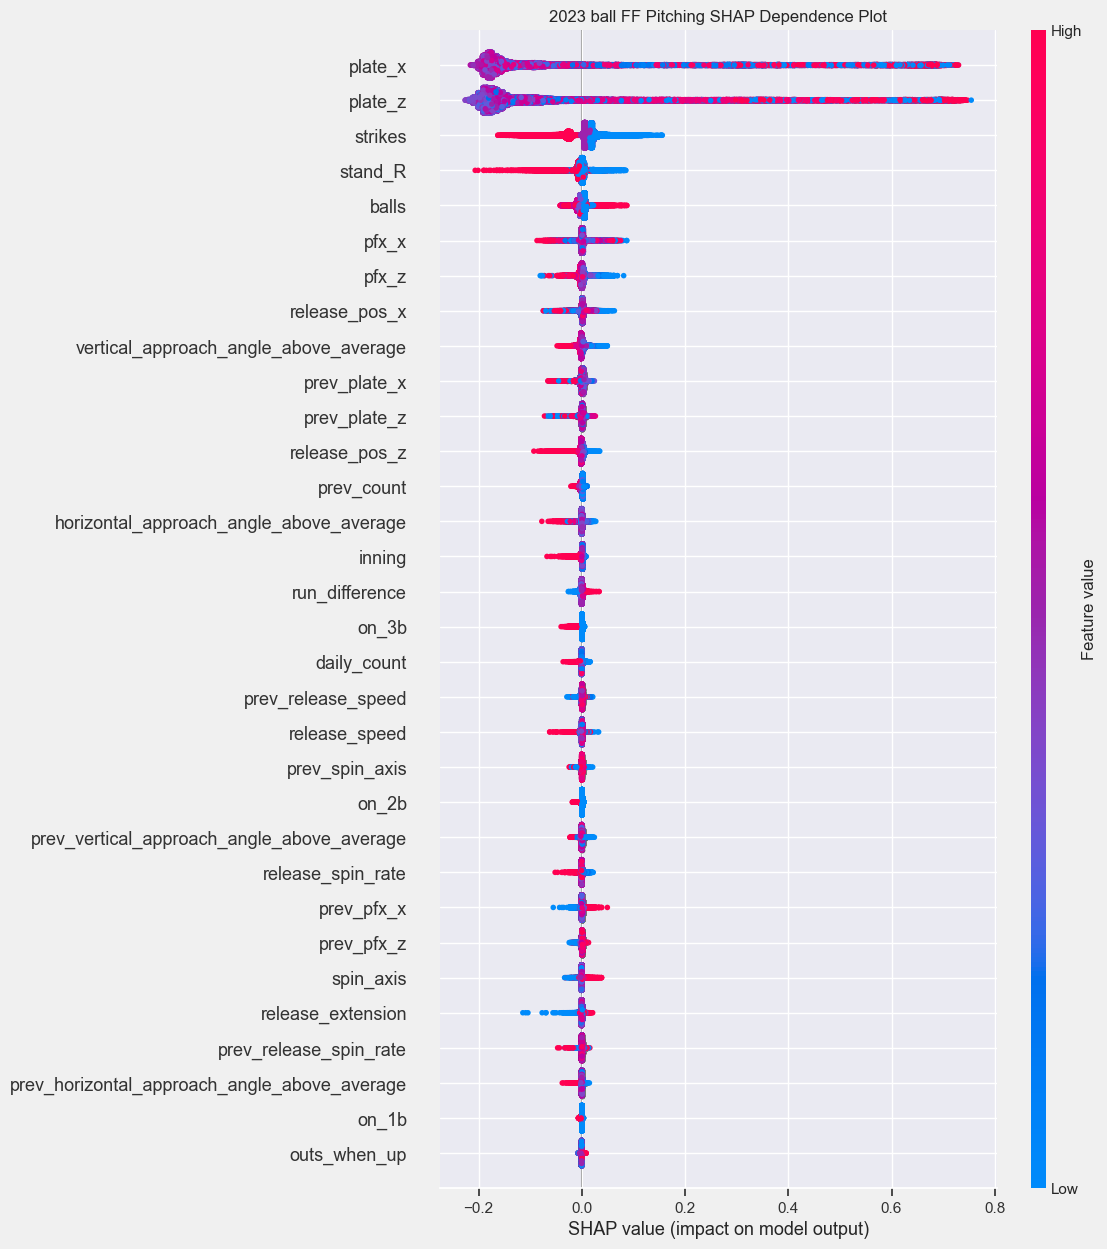 2023 ball FF Pitching SHAP Dependence Plot
High
plate_x
plate_z
strikes
stand_R
balls
pfx_x
pfx_z
release_pos_x
vertical_approach_angle_above_average
prev_plate_x
prev_plate_z
release_pos_z
prev_count
horizontal_approach_angle_above_average
inning
run_difference
on_3b
daily_count
prev_release_speed
release_speed
prev_spin_axis
on_2b
prev_vertical_approach_angle_above_average
release_spin_rate
prev_pfx_x
prev_pfx_z
spin_axis
release_extension
prev_release_spin_rate
prev_horizontal_approach_angle_above_average
on_1b
outs_when_up
Feature value
Low
−0.2 0.0 0.2 0.4 0.6 0.8
SHAP value (impact on model output)